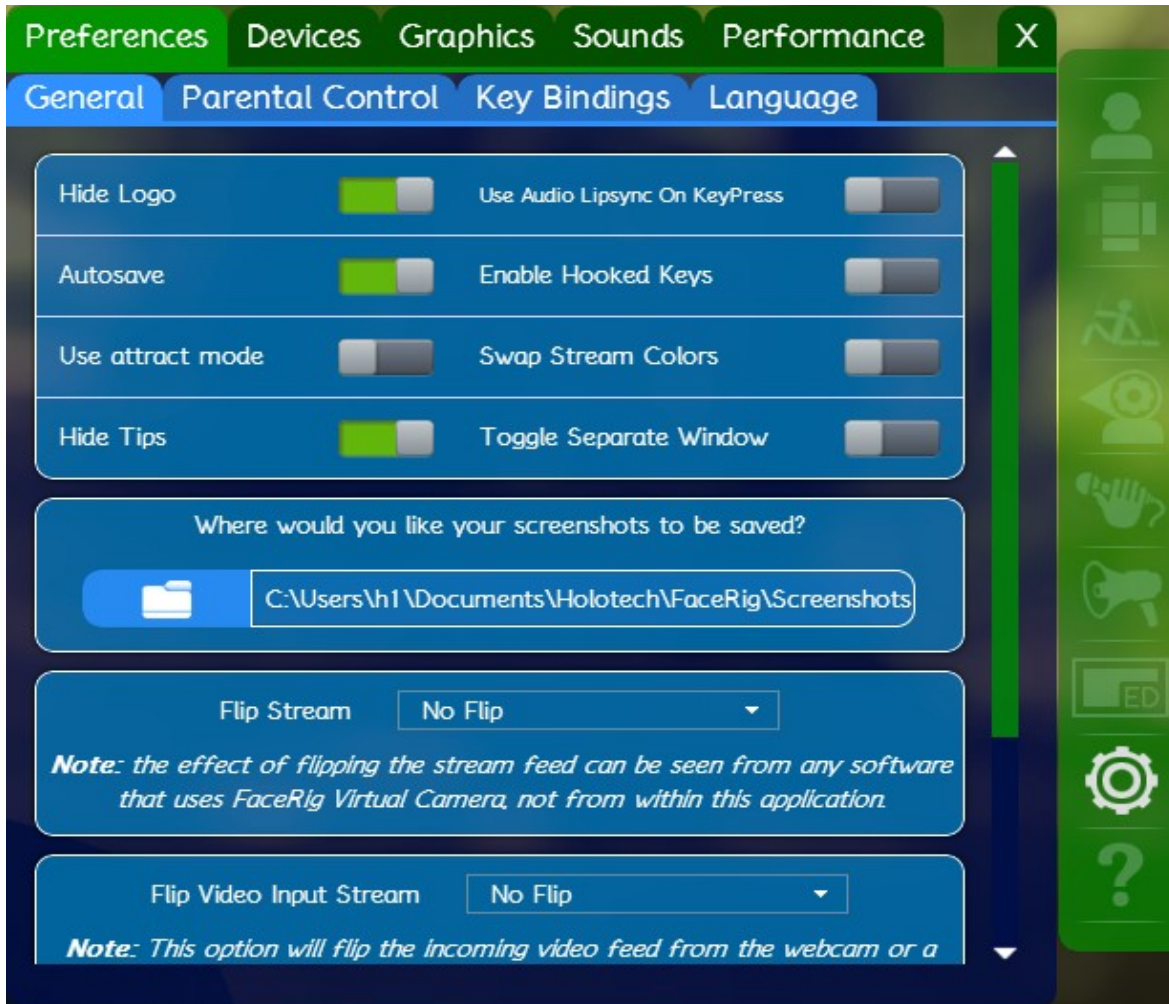 Preferences Devices Graphics Sounds Performance X
General Parental Control Key Bindings Language
Hide Logo Use Audio Lipsync On KeyPress
Autosave Enable Hooked Keys
Use attract mode Swap Stream Colors
Hide Tips Toggle Separate Window
Where would you like your screenshots to be saved?
C:\Users\h1\Documents\Holotech\FaceRig\Screenshots
Flip Stream No Flip
Note: the effect of flipping the stream feed can be seen from any software
that uses FaceRig Virtual Camera, not from within this application.
ED
Flip Video Input Stream No Flip
?
Note: This option will flip the incoming video feed from the webcam or a